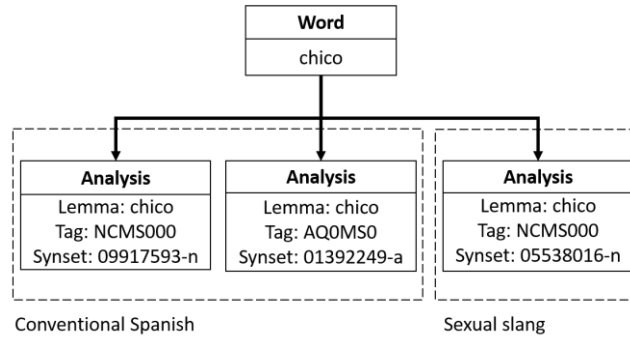 Word
chico
Analysis
Lemma: chico
Tag: NCMS000
Synset: 09917593-n
Analysis
Lemma: chico
Tag: AQ0MS0
Synset: 01392249-a
Analysis
Lemma: chico
Tag: NCMS000
Synset: 05538016-n
Conventional Spanish
Sexual slang